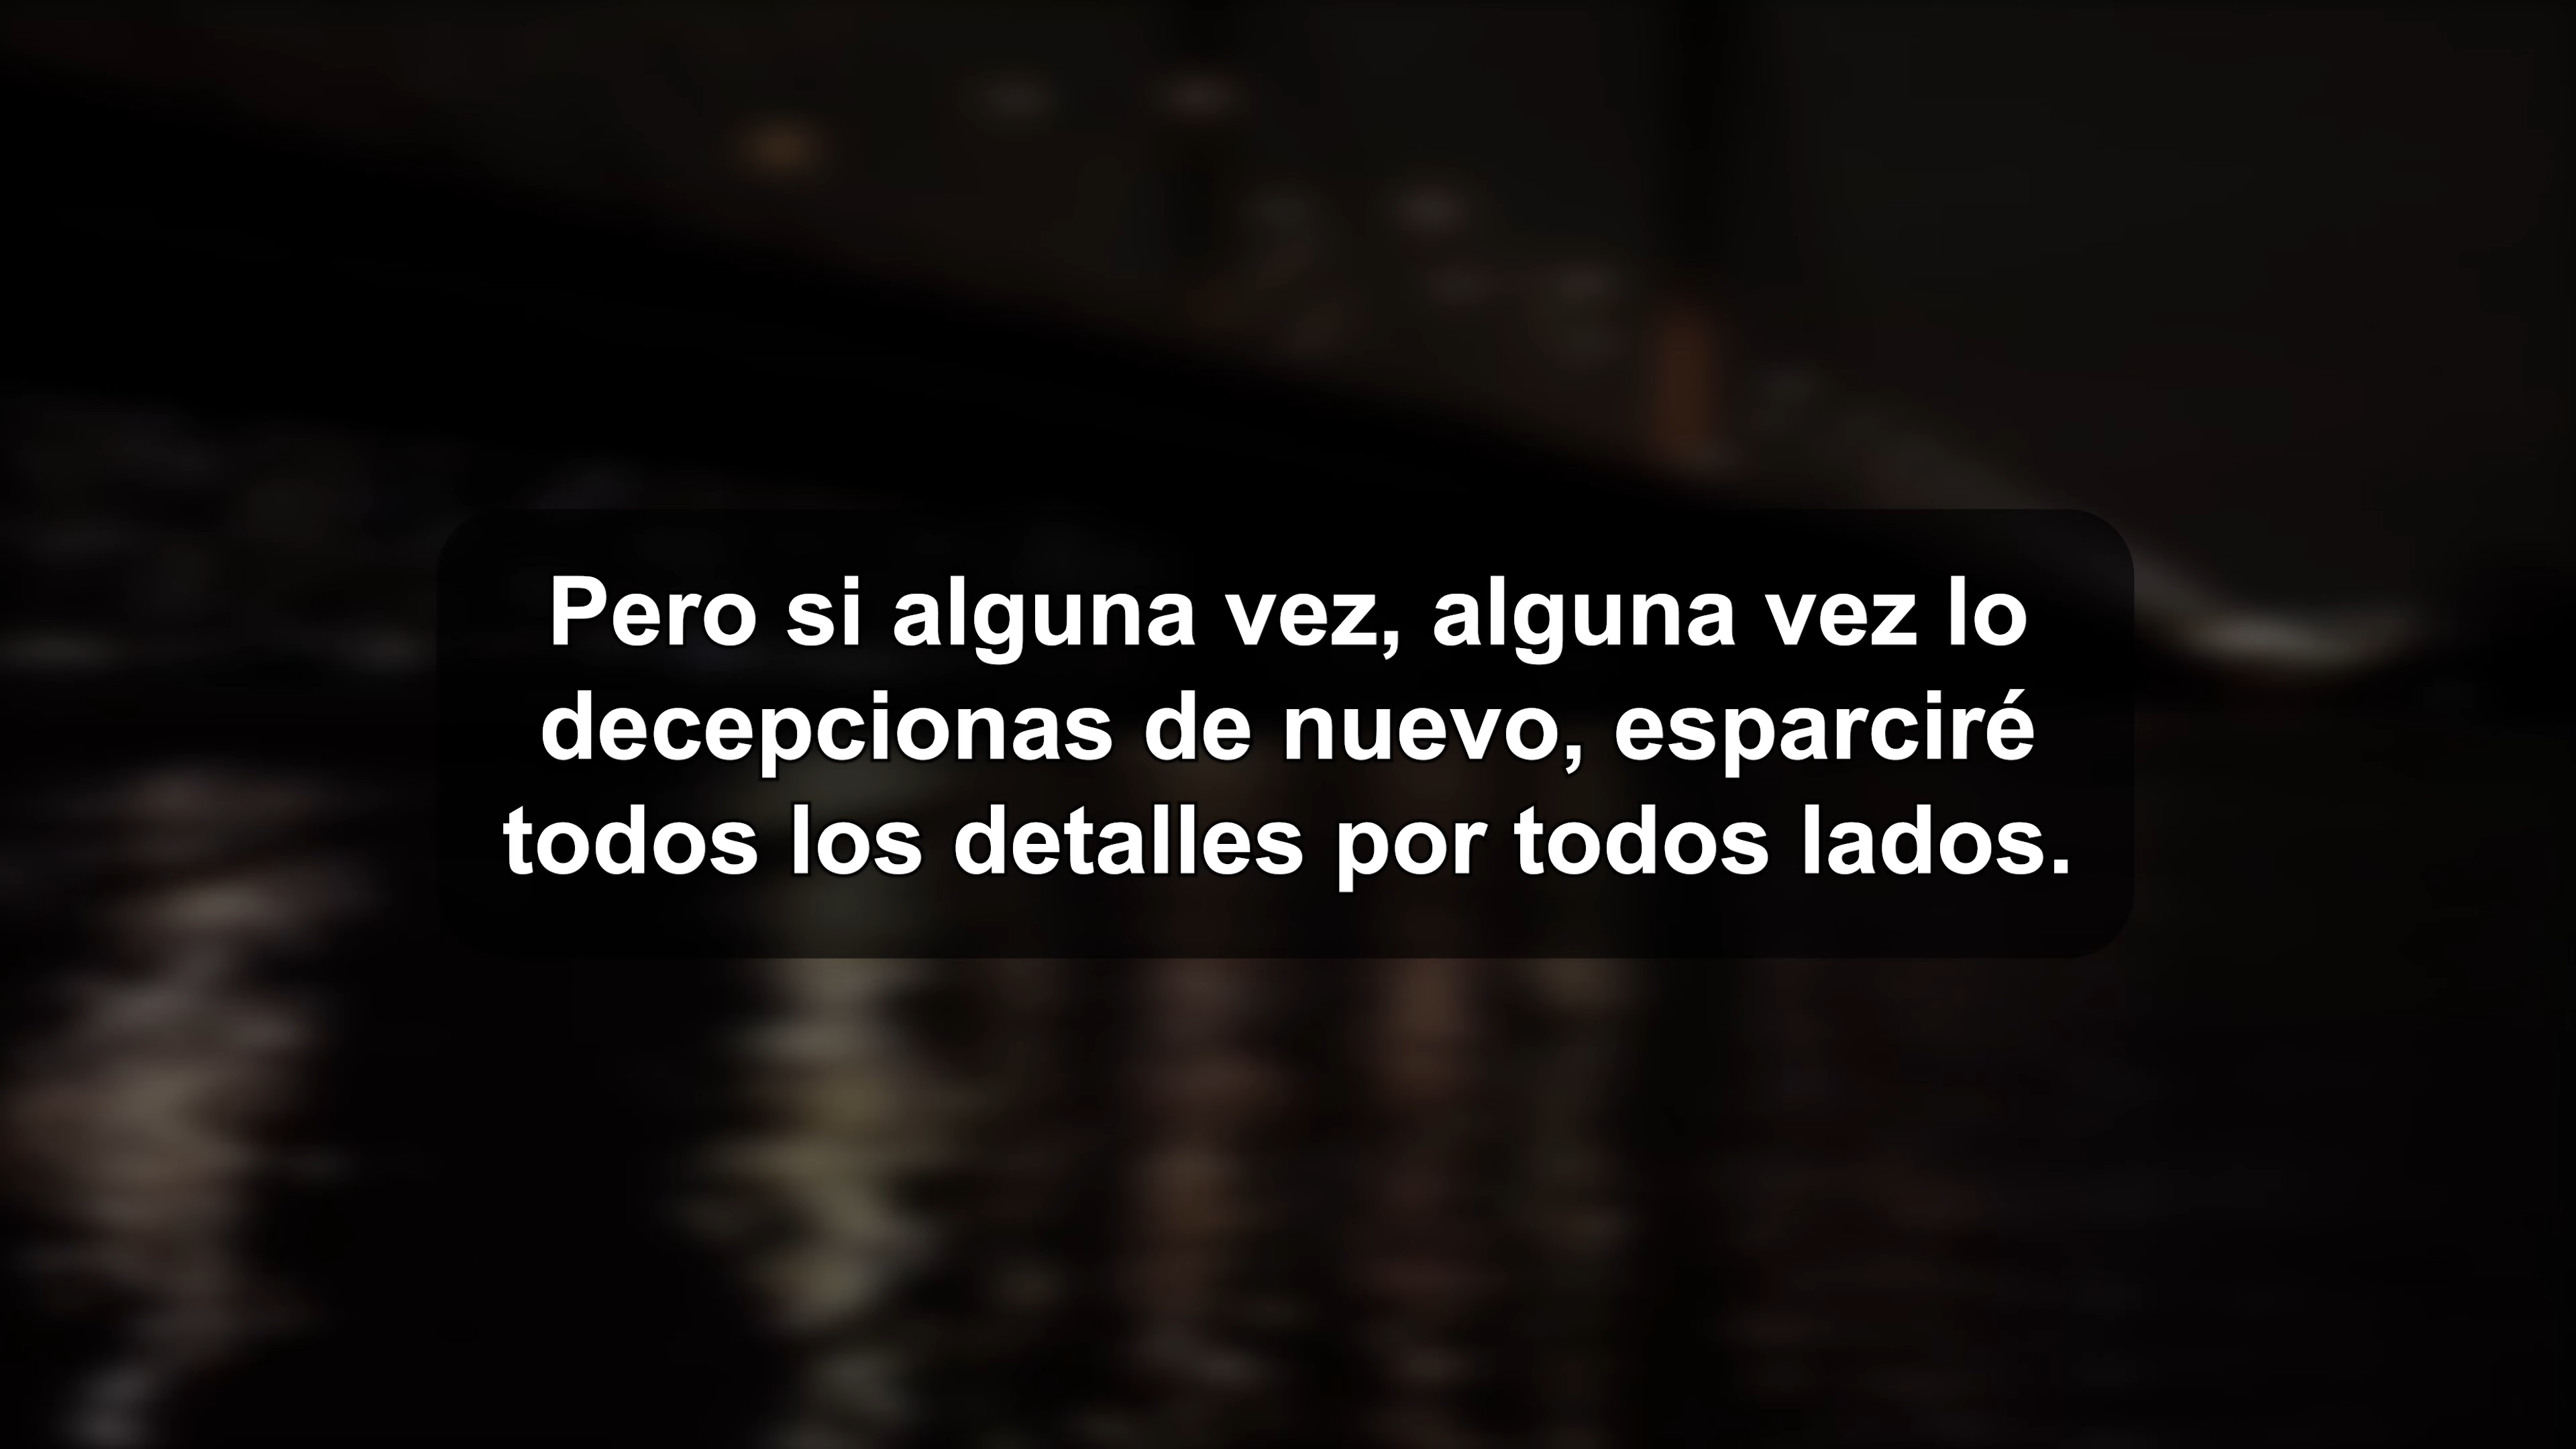 Pero si alguna vez, alguna vez lo
decepcionas de nuevo, esparciré
todos los detalles por todos lados.